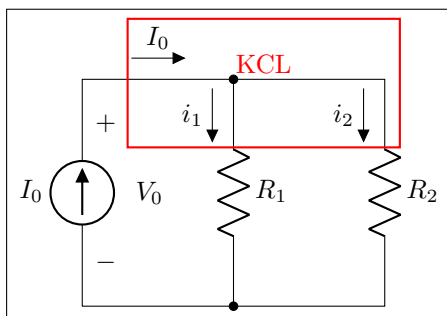 I₀
KCL
+ i₁ i₂
I₀ V₀ R₁ R₂
−